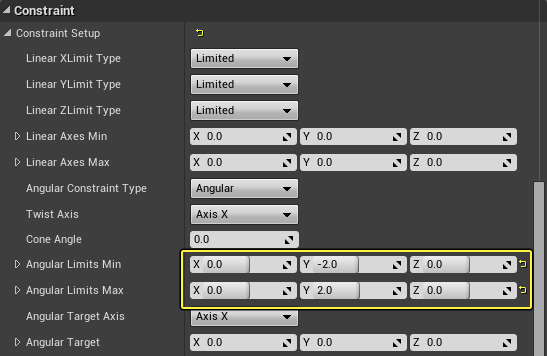 Constraint
Constraint Setup
Linear XLimit Type Limited
Linear YLimit Type Limited
Linear ZLimit Type Limited
Linear Axes Min X 0.0 Y 0.0 Z 0.0
Linear Axes Max X 0.0 Y 0.0 Z 0.0
Angular Constraint Type Angular
Twist Axis Axis X
Cone Angle 0.0
Angular Limits Min X 0.0 Y -2.0 Z 0.0
Angular Limits Max X 0.0 Y 2.0 Z 0.0
Angular Target Axis Axis X
Angular Target X 0.0 Y 0.0 Z 0.0